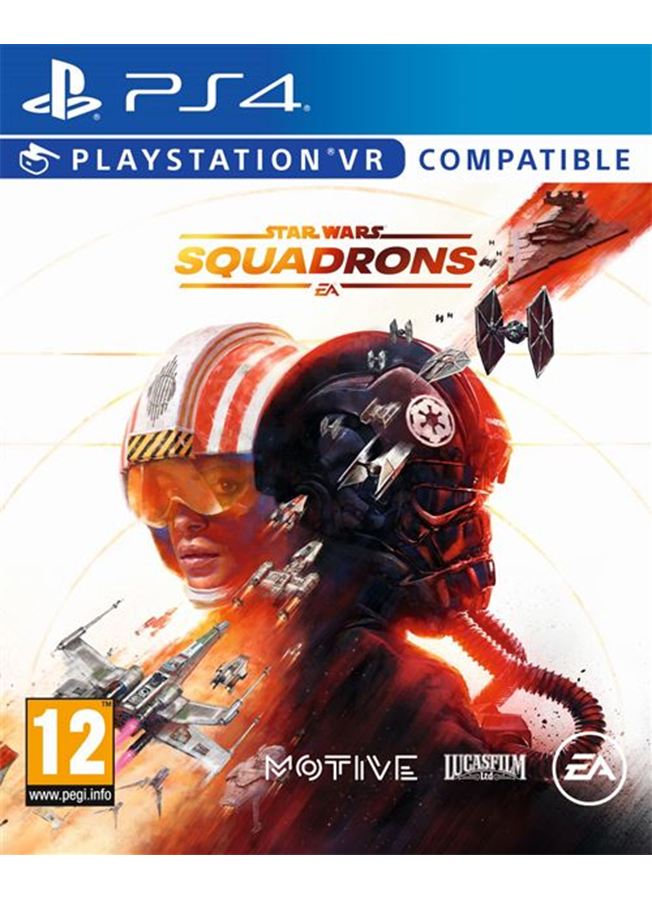 PS4
PLAYSTATION®VR COMPATIBLE
STAR WARS
SQUADRONS
EA
12
www.pegi.info
MOTIVE
LUCASFILM
Ltd
EA